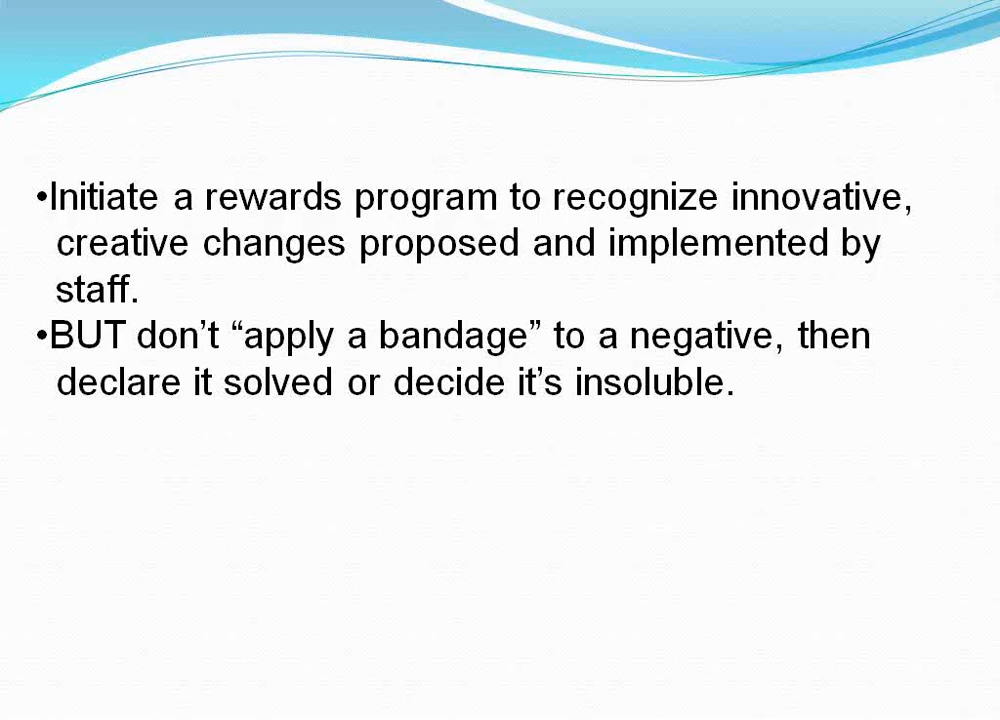 •Initiate a rewards program to recognize innovative,
creative changes proposed and implemented by
staff.
•BUT don’t “apply a bandage” to a negative, then
declare it solved or decide it’s insoluble.